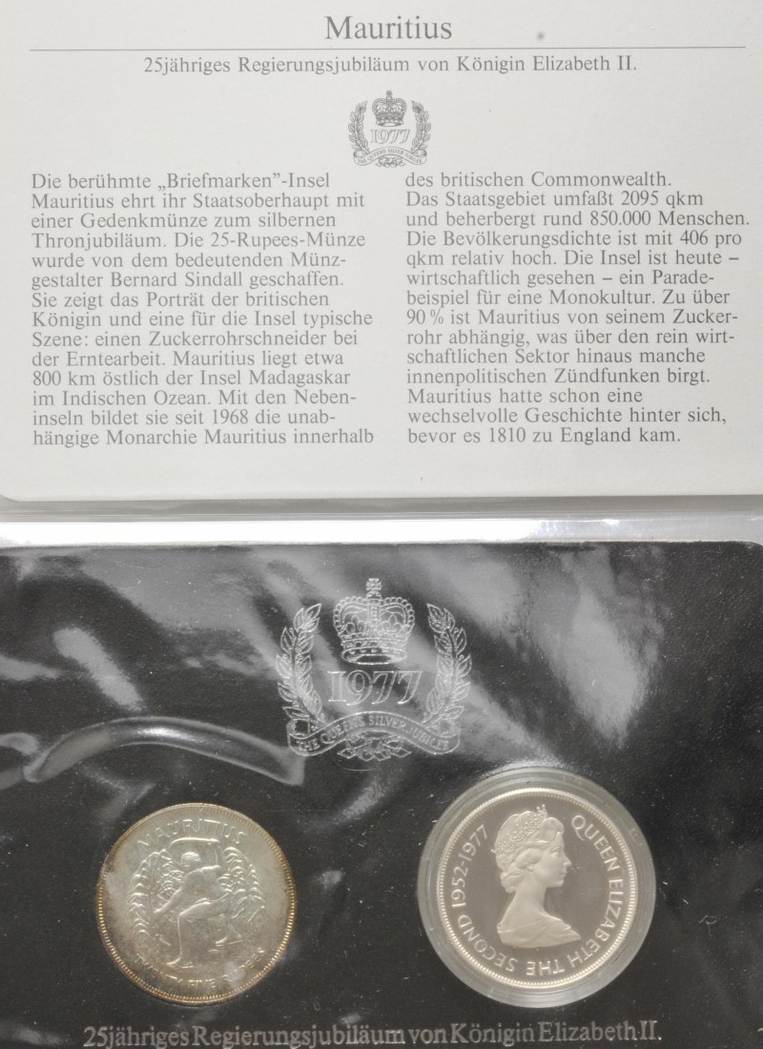 Mauritius
25jähriges Regierungsjubiläum von Königin Elizabeth II.
1977
THE QUEENS SILVER JUBILEE
Die berühmte „Briefmarken”-Insel
Mauritius ehrt ihr Staatsoberhaupt mit
einer Gedenkmünze zum silbernen
Thronjubiläum. Die 25-Rupees-Münze
wurde von dem bedeutenden Münz-
gestalter Bernard Sindall geschaffen.
Sie zeigt das Porträt der britischen
Königin und eine für die Insel typische
Szene: einen Zuckerrohrschneider bei
der Erntearbeit. Mauritius liegt etwa
800 km östlich der Insel Madagaskar
im Indischen Ozean. Mit den Neben-
inseln bildet sie seit 1968 die unab-
hängige Monarchie Mauritius innerhalb
des britischen Commonwealth.
Das Staatsgebiet umfaßt 2095 qkm
und beherbergt rund 850.000 Menschen.
Die Bevölkerungsdichte ist mit 406 pro
qkm relativ hoch. Die Insel ist heute –
wirtschaftlich gesehen – ein Parade-
beispiel für eine Monokultur. Zu über
90 % ist Mauritius von seinem Zucker-
rohr abhängig, was über den rein wirt-
schaftlichen Sektor hinaus manche
innenpolitischen Zündfunken birgt.
Mauritius hatte schon eine
wechselvolle Geschichte hinter sich,
bevor es 1810 zu England kam.
1977
THE QUEENS SILVER JUBILEE
MAURITIUS
TWENTY FIVE RUPEES
QUEEN ELIZABETH THE SECOND 1952-1977
25jähriges Regierungsjubiläum von Königin Elizabeth II.